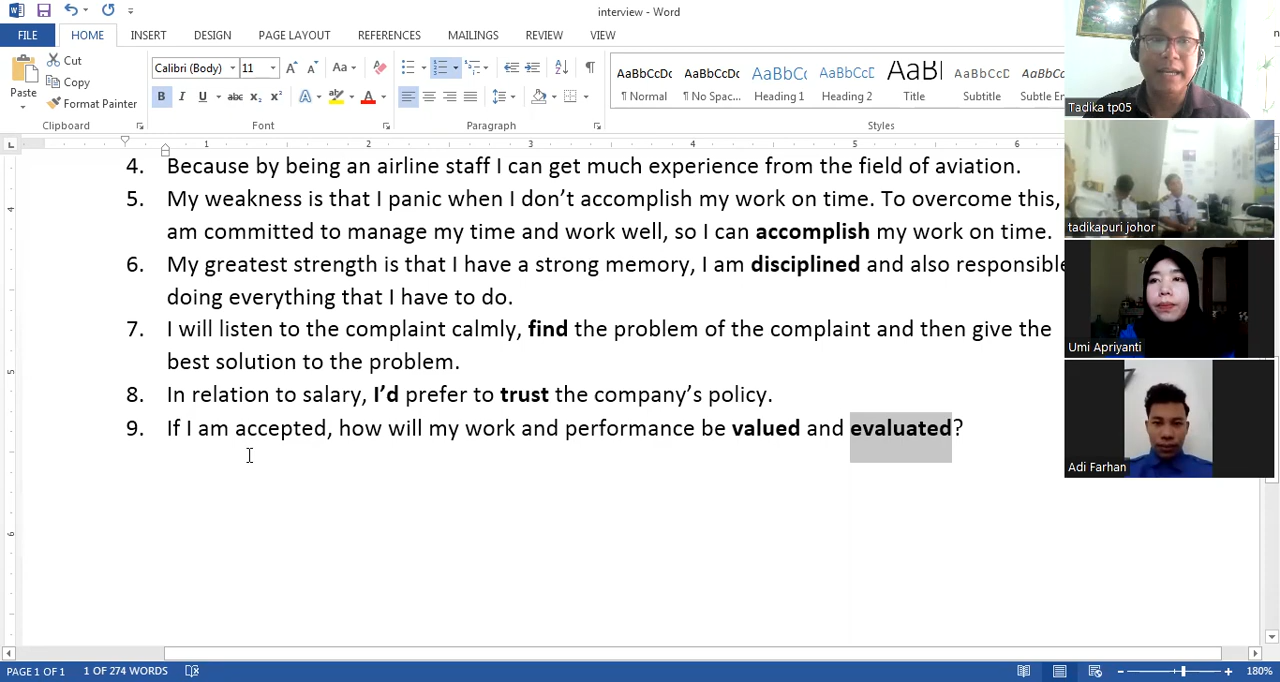 interview - Word
FILE HOME INSERT DESIGN PAGE LAYOUT REFERENCES MAILINGS REVIEW VIEW
Cut
Copy
Format Painter
Paste
Calibri (Body) 11
Clipboard Font Paragraph Styles
AaBbCcDc AaBbCcDc AaBbCc AaBbCcC AaBl AaBbCcD AaBbCcD
¶ Normal ¶ No Spac... Heading 1 Heading 2 Title Subtitle Subtle En
1 2 3 4 5 6
4. Because by being an airline staff I can get much experience from the field of aviation.
5. My weakness is that I panic when I don’t accomplish my work on time. To overcome this,
am committed to manage my time and work well, so I can accomplish my work on time.
6. My greatest strength is that I have a strong memory, I am disciplined and also responsible
doing everything that I have to do.
7. I will listen to the complaint calmly, find the problem of the complaint and then give the
best solution to the problem.
8. In relation to salary, I’d prefer to trust the company’s policy.
9. If I am accepted, how will my work and performance be valued and evaluated?
Tadika tp05
tadikapuri johor
Umi Apriyanti
Adi Farhan
PAGE 1 OF 1 1 OF 274 WORDS
180%